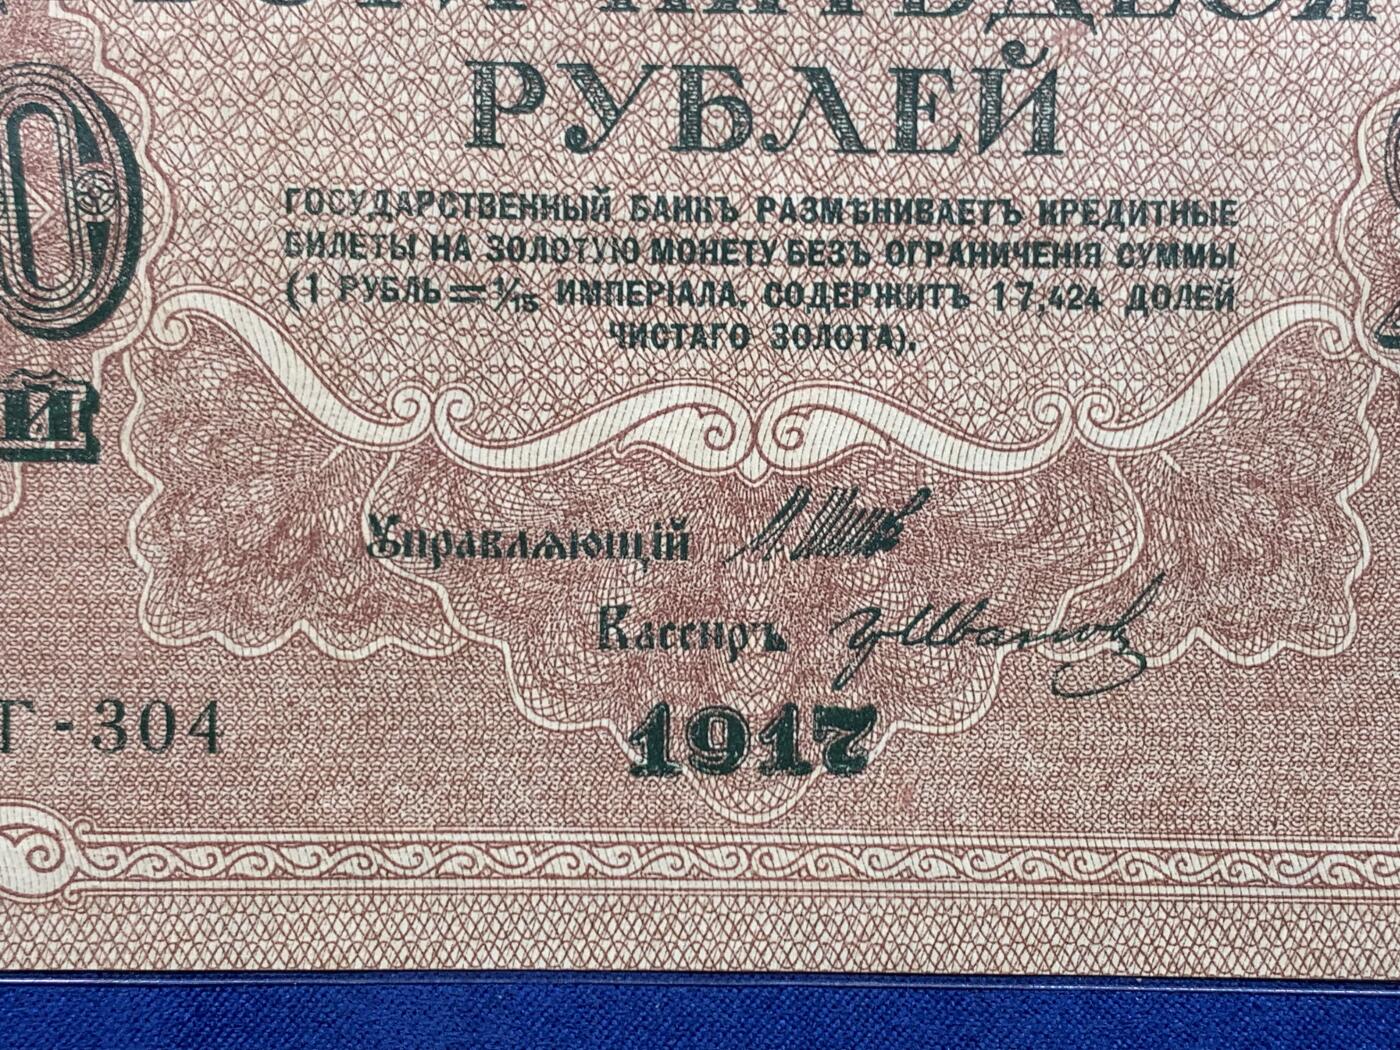 РУБЛЕЙ
ГОСУДАРСТВЕННЫЙ БАНКЪ РАЗМѢНИВАЕТЪ КРЕДИТНЫЕ
БИЛЕТЫ НА ЗОЛОТУЮ МОНЕТУ БЕЗЪ ОГРАНИЧЕНІЯ СУММЫ
(1 РУБЛЬ = 1/15 ИМПЕРІАЛА, СОДЕРЖИТЪ 17,424 ДОЛЕЙ
ЧИСТАГО ЗОЛОТА).
Управляющій
Кассиръ
Г-304
1917